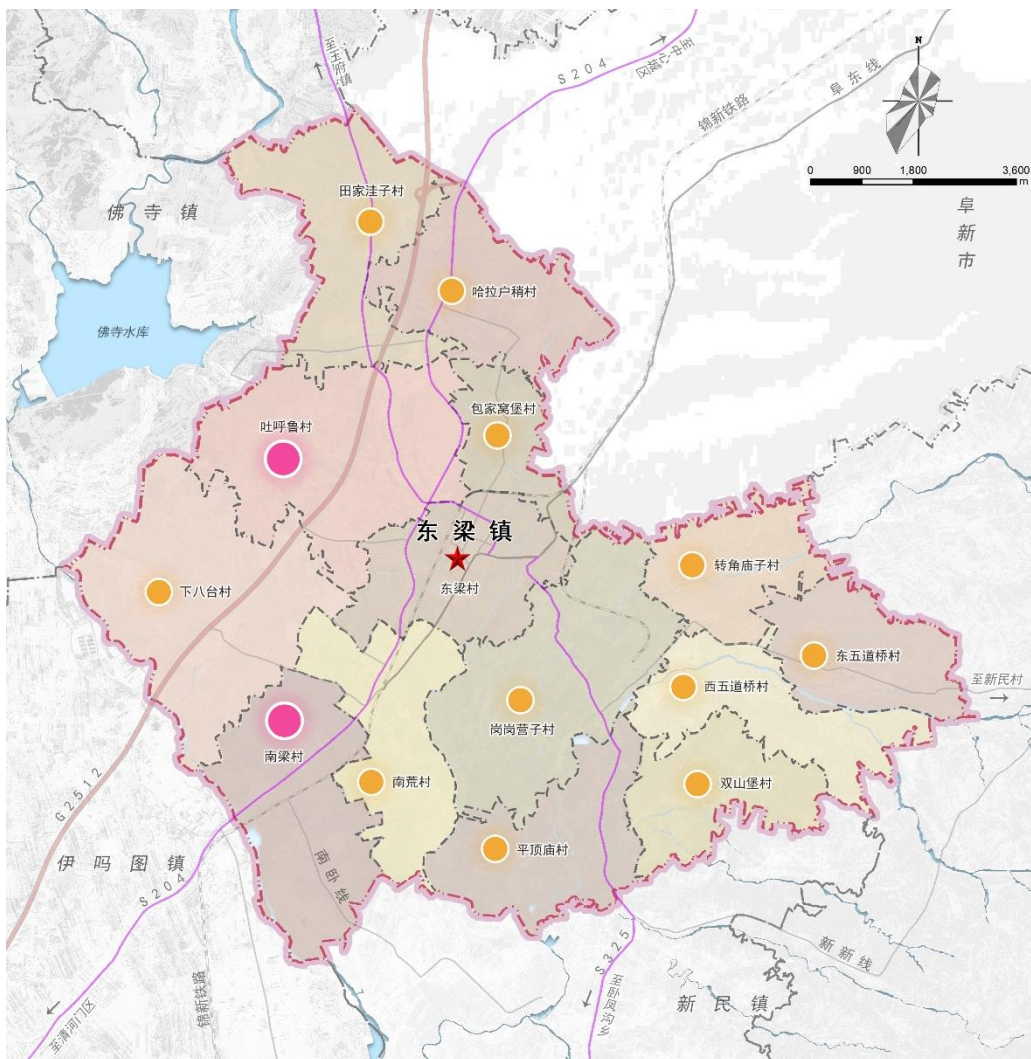 至王府镇
S204
至中心镇区
锦新铁路
阜东线
N
0 900 1,800 3,600
m
阜新市
佛寺镇
田家洼子村
哈拉户稍村
佛寺水库
包家窝堡村
吐呼鲁村
东梁镇
东梁村
转角庙子村
下八台村
东五道桥村
至新民村
西五道桥村
岗岗营子村
南梁村
南荒村
双山堡村
G2512
平顶庙村
伊吗图镇
南卧线
S204
S325
新新线
至卧凤沟乡
新民镇
锦新铁路
至清河门区